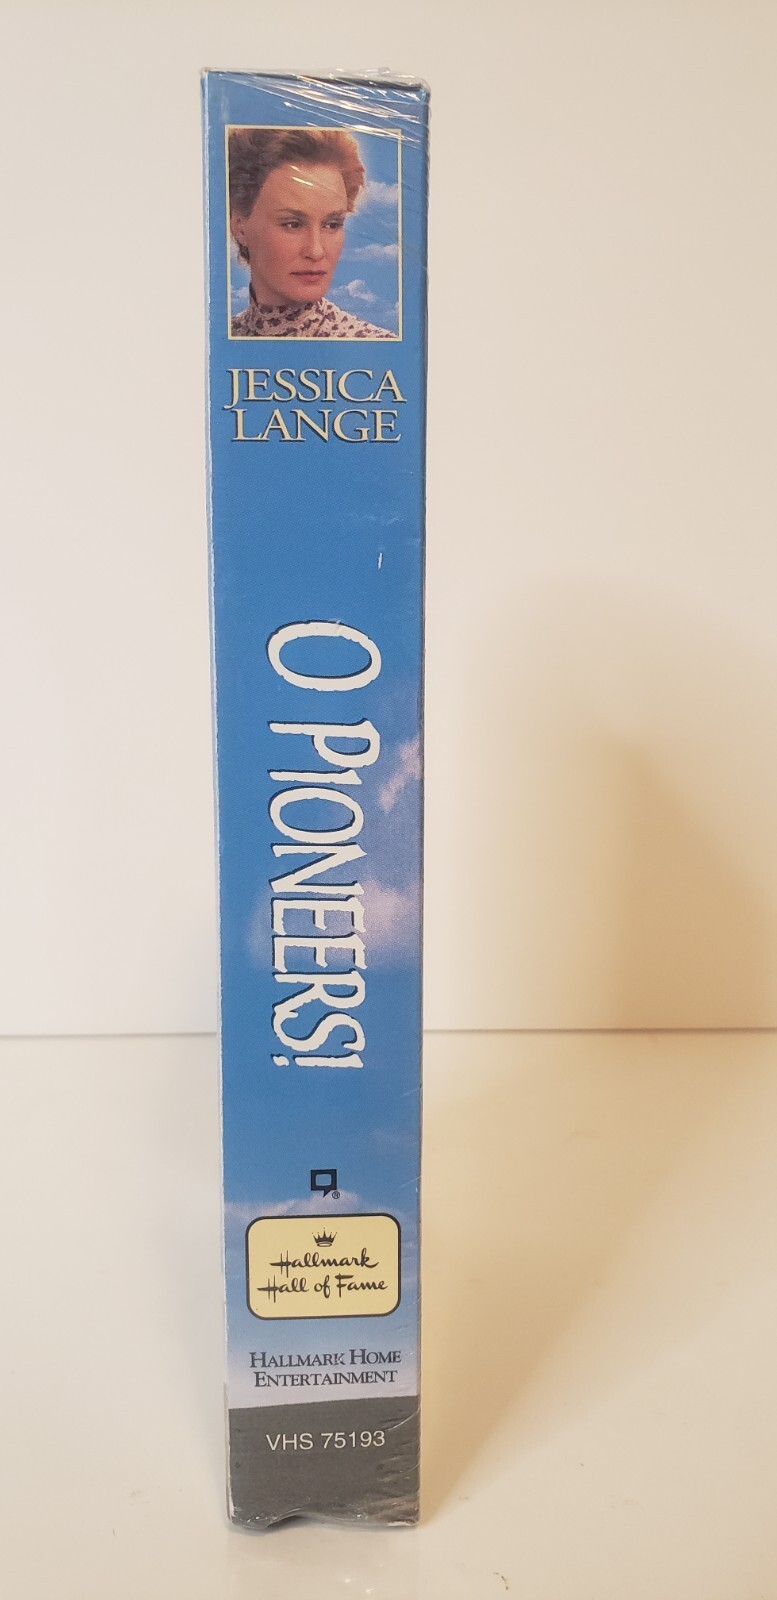 JESSICA
LANGE
O PIONEERS!
®
Hallmark
Hall of Fame
HALLMARK HOME
ENTERTAINMENT
VHS 75193